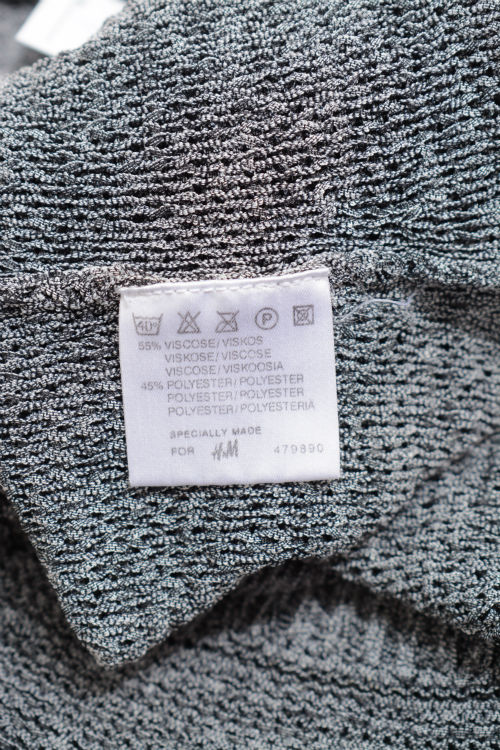 40°
P
55% VISCOSE/VISKOS
VISKOSE/VISCOSE
VISCOSE/VISKOOSIA
45% POLYESTER/POLYESTER
POLYESTER/POLYESTER
POLYESTER/POLYESTERIA
SPECIALLY MADE
FOR H&M 479890